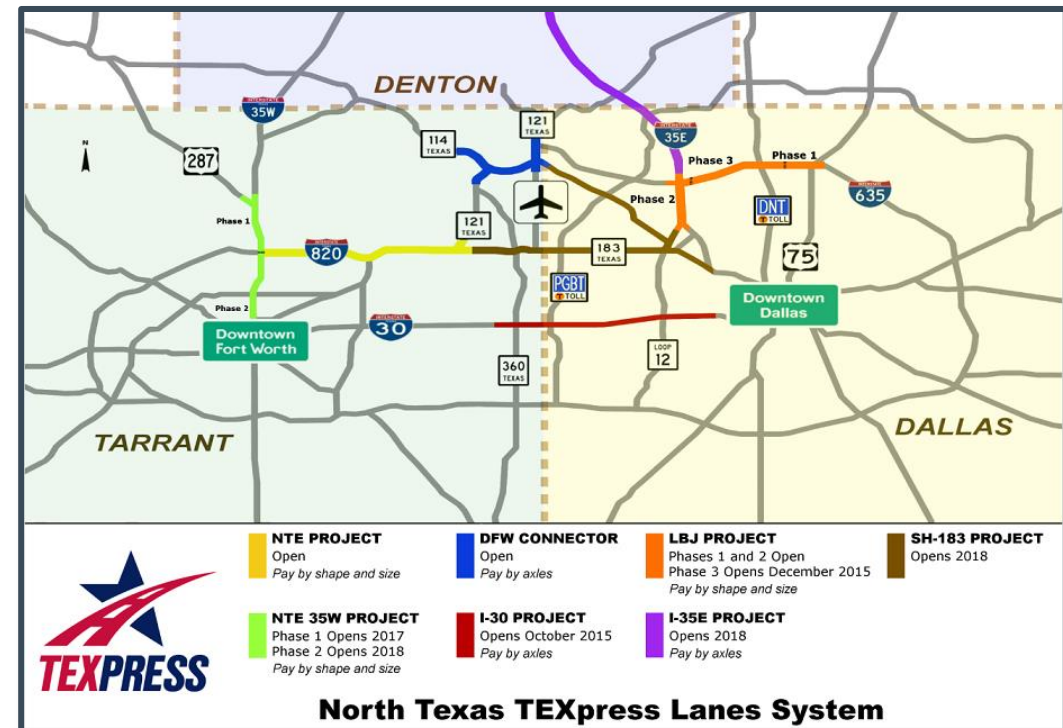 DENTON
INTERSTATE
35W
121
TEXAS
114
TEXAS
INTERSTATE
35E
Phase 3
Phase 1
N
287
Phase 2
INTERSTATE
635
DNT
TOLL
Phase 1
121
TEXAS
INTERSTATE
820
183
TEXAS
75
PGBT
TOLL
Phase 2
Downtown
Dallas
Downtown
Fort Worth
INTERSTATE
30
LOOP
12
360
TEXAS
TARRANT
DALLAS
NTE PROJECT
Open
Pay by shape and size
DFW CONNECTOR
Open
Pay by axles
LBJ PROJECT
Phases 1 and 2 Open
Phase 3 Opens December 2015
Pay by shape and size
SH-183 PROJECT
Opens 2018
NTE 35W PROJECT
Phase 1 Opens 2017
Phase 2 Opens 2018
Pay by shape and size
I-30 PROJECT
Opens October 2015
Pay by axles
I-35E PROJECT
Opens 2018
Pay by axles
TEXPRESS
North Texas TEXpress Lanes System